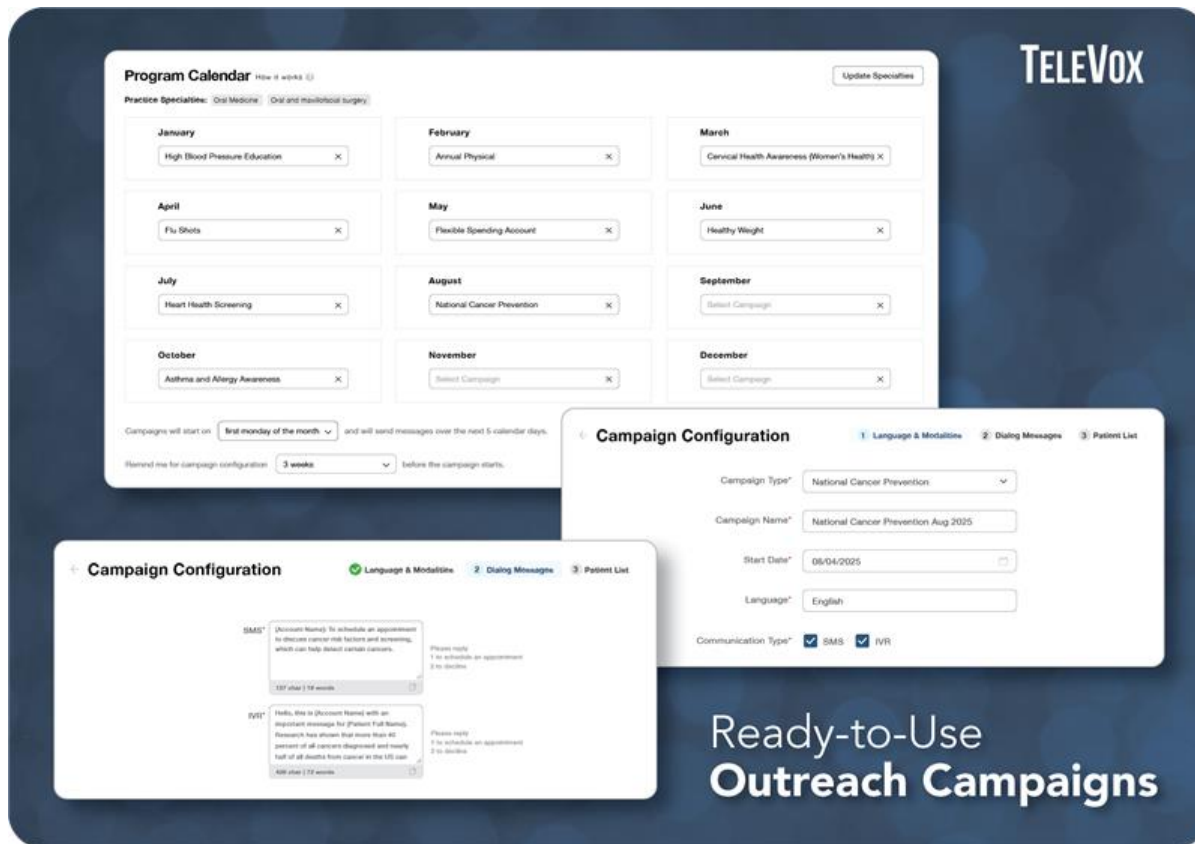 TELEVOX
Program Calendar How it works
Update Specialties
Practice Specialties: Oral Medicine Oral and maxillofacial surgery
January
High Blood Pressure Education
February
Annual Physical
March
Cervical Health Awareness (Women's Health)
April
Flu Shots
May
Flexible Spending Account
June
Healthy Weight
July
Heart Health Screening
August
National Cancer Prevention
September
Select Campaign
October
Asthma and Allergy Awareness
November
Select Campaign
December
Select Campaign
Campaigns will start on first monday of the month and will send messages over the next 5 calendar days.
Remind me for campaign configuration 3 weeks before the campaign starts.
Campaign Configuration
1 Language & Modalities 2 Dialog Messages 3 Patient List
Campaign Type* National Cancer Prevention
Campaign Name* National Cancer Prevention Aug 2025
Start Date* 08/04/2025
Language* English
Communication Type* SMS IVR
Campaign Configuration
Language & Modalities 2 Dialog Messages 3 Patient List
SMS*
{Account Name}: To schedule an appointment
to discuss cancer risk factors and screening,
which can help detect certain cancers.
137 char | 19 words
Please reply
1 to schedule an appointment
2 to decline
IVR*
Hello, this is {Account Name} with an
important message for {Patient Full Name}.
Research has shown that more than 40
percent of all cancers diagnosed and nearly
half of all deaths from cancer in the US can
char | 72 words
Please reply
1 to schedule an appointment
2 to decline
Ready-to-Use
Outreach Campaigns